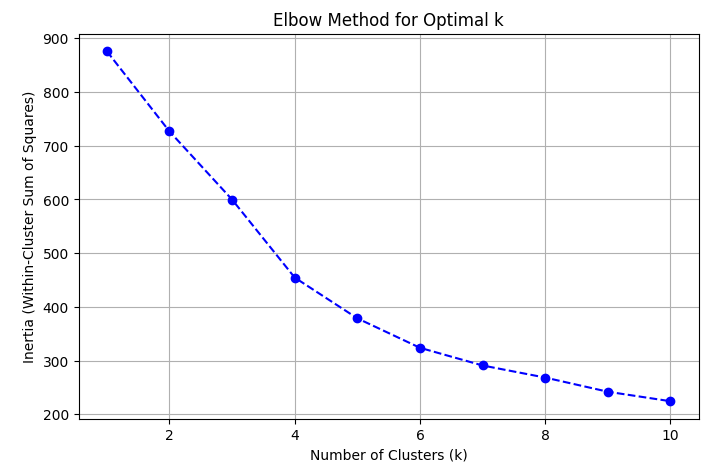 Elbow Method for Optimal k
900
800
700
600
500
400
300
200
Inertia (Within-Cluster Sum of Squares)
2 4 6 8 10
Number of Clusters (k)